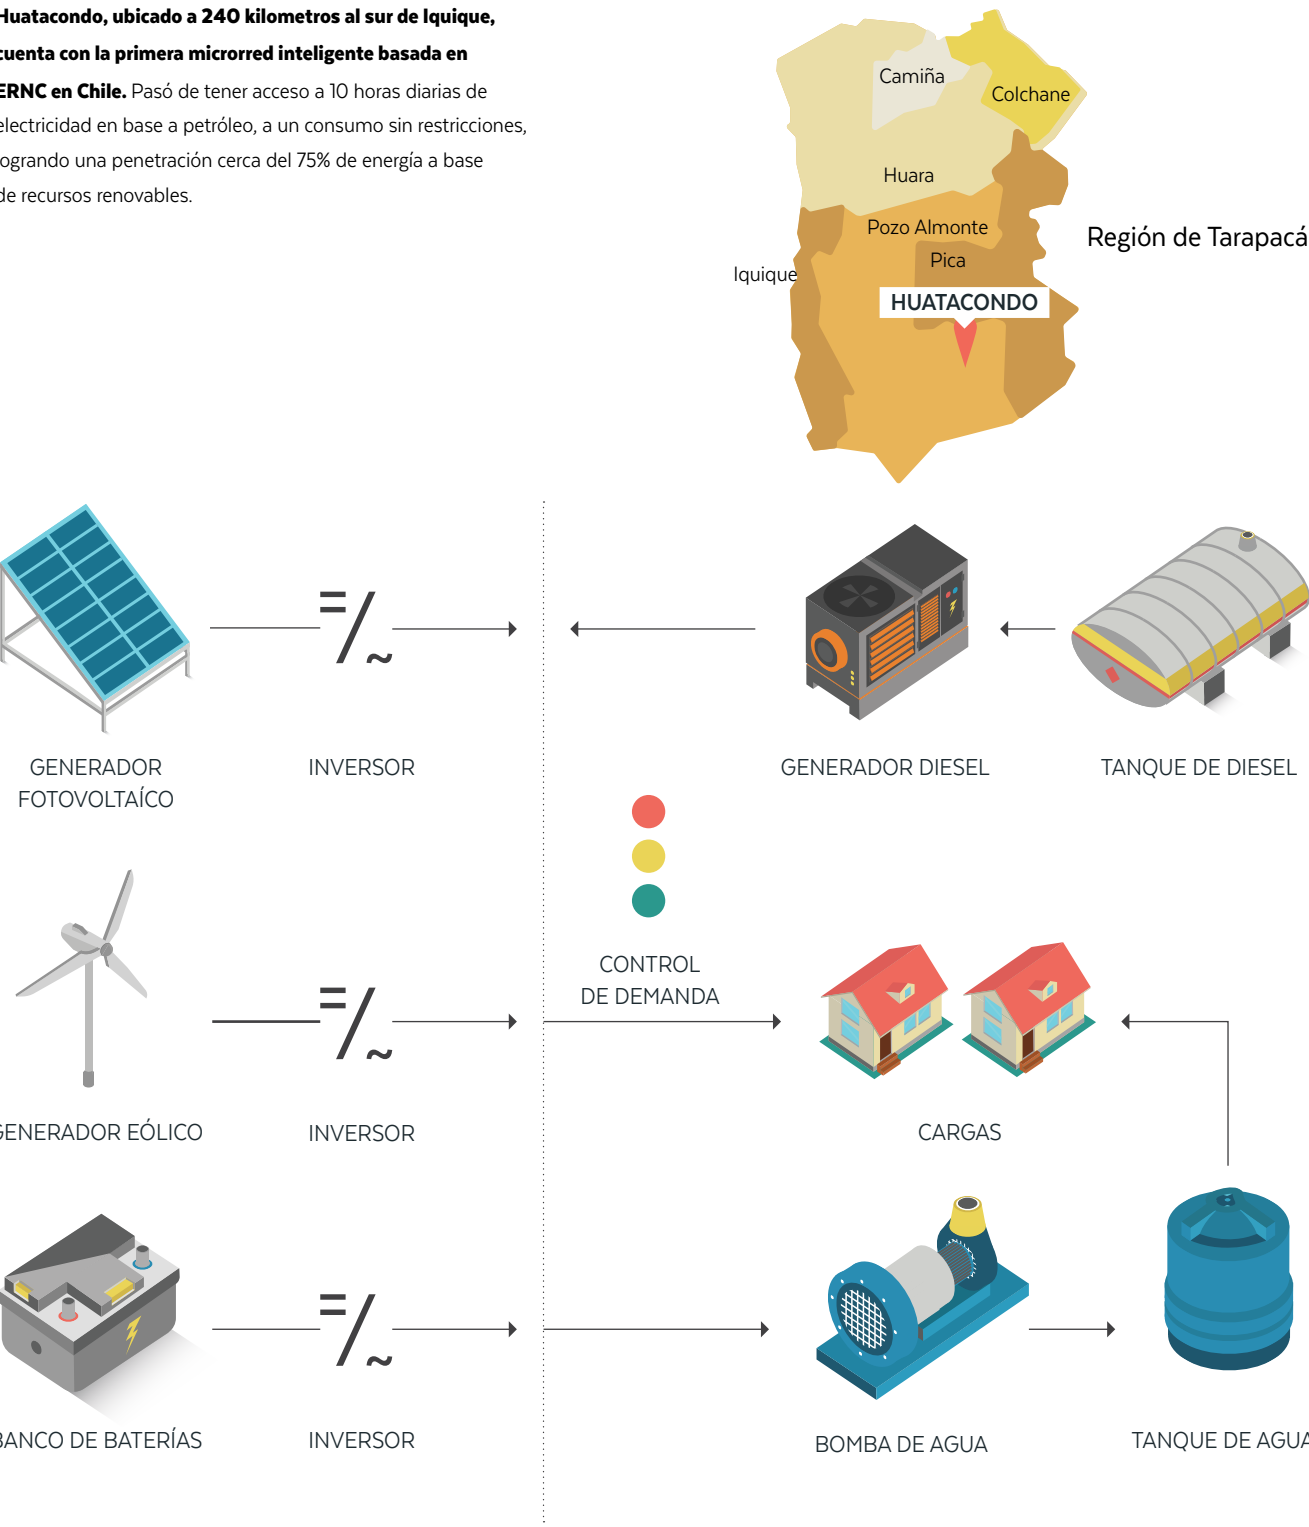 Huatacondo, ubicado a 240 kilometros al sur de Iquique,
cuenta con la primera microrred inteligente basada en
ERNC en Chile. Pasó de tener acceso a 10 horas diarias de
electricidad en base a petróleo, a un consumo sin restricciones,
logrando una penetración cerca del 75% de energía a base
de recursos renovables.
Camiña
Colchane
Huara
Pozo Almonte
Pica
Iquique
HUATACONDO
Región de Tarapacá
GENERADOR
FOTOVOLTAÍCO
INVERSOR
GENERADOR DIESEL
TANQUE DE DIESEL
CONTROL
DE DEMANDA
GENERADOR EÓLICO
INVERSOR
CARGAS
BANCO DE BATERÍAS
INVERSOR
BOMBA DE AGUA
TANQUE DE AGUA